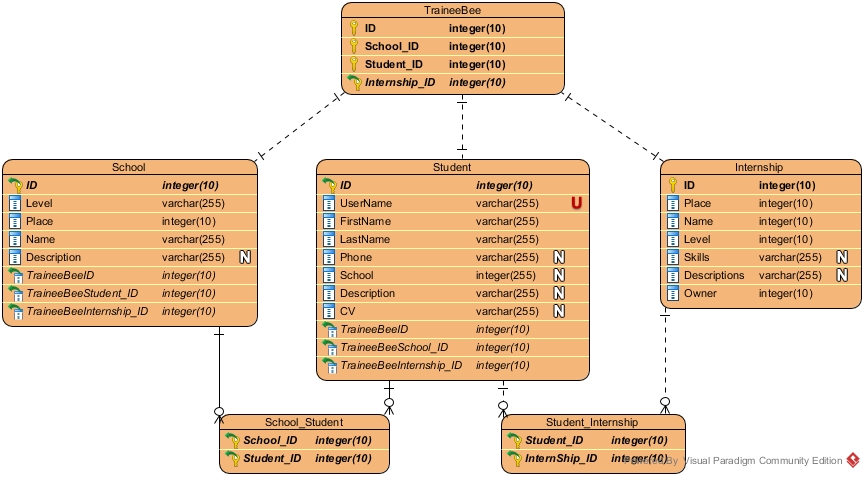 TraineeBee
ID integer(10)
School_ID integer(10)
Student_ID integer(10)
Internship_ID integer(10)
School
ID integer(10)
Level varchar(255)
Place integer(10)
Name varchar(255)
Description varchar(255) N
TraineeBeeID integer(10)
TraineeBeeStudent_ID integer(10)
TraineeBeeInternship_ID integer(10)
Student
ID integer(10)
UserName varchar(255) U
FirstName varchar(255)
LastName varchar(255)
Phone varchar(255) N
School integer(255) N
Description varchar(255) N
CV varchar(255) N
TraineeBeeID integer(10)
TraineeBeeSchool_ID integer(10)
TraineeBeeInternship_ID integer(10)
Internship
ID integer(10)
Place integer(10)
Name integer(10)
Level integer(10)
Skills varchar(255) N
Descriptions varchar(255) N
Owner integer(10)
School_Student
School_ID integer(10)
Student_ID integer(10)
Student_Internship
Student_ID integer(10)
InternShip_ID integer(10)
Powered By Visual Paradigm Community Edition